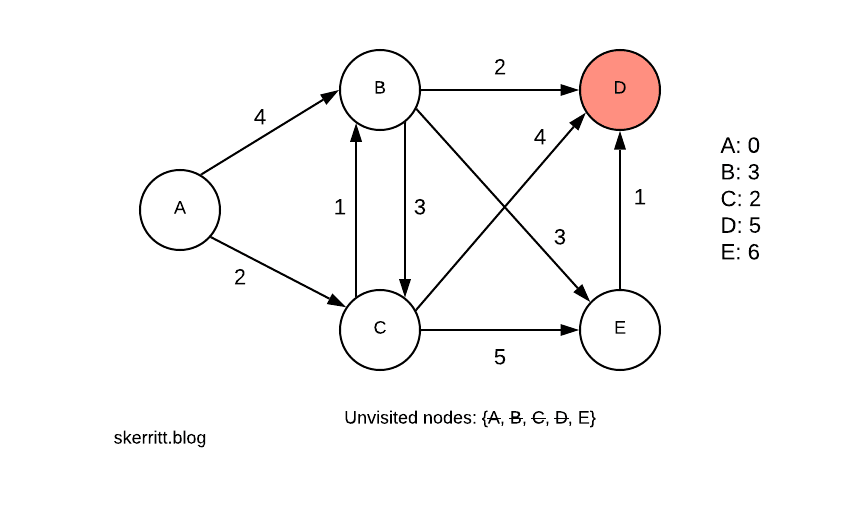 2
B
D
4
4
A: 0
B: 3
C: 2
D: 5
E: 6
A
1
3
1
3
2
C
E
5
Unvisited nodes: {A, B, C, D, E}
skerritt.blog